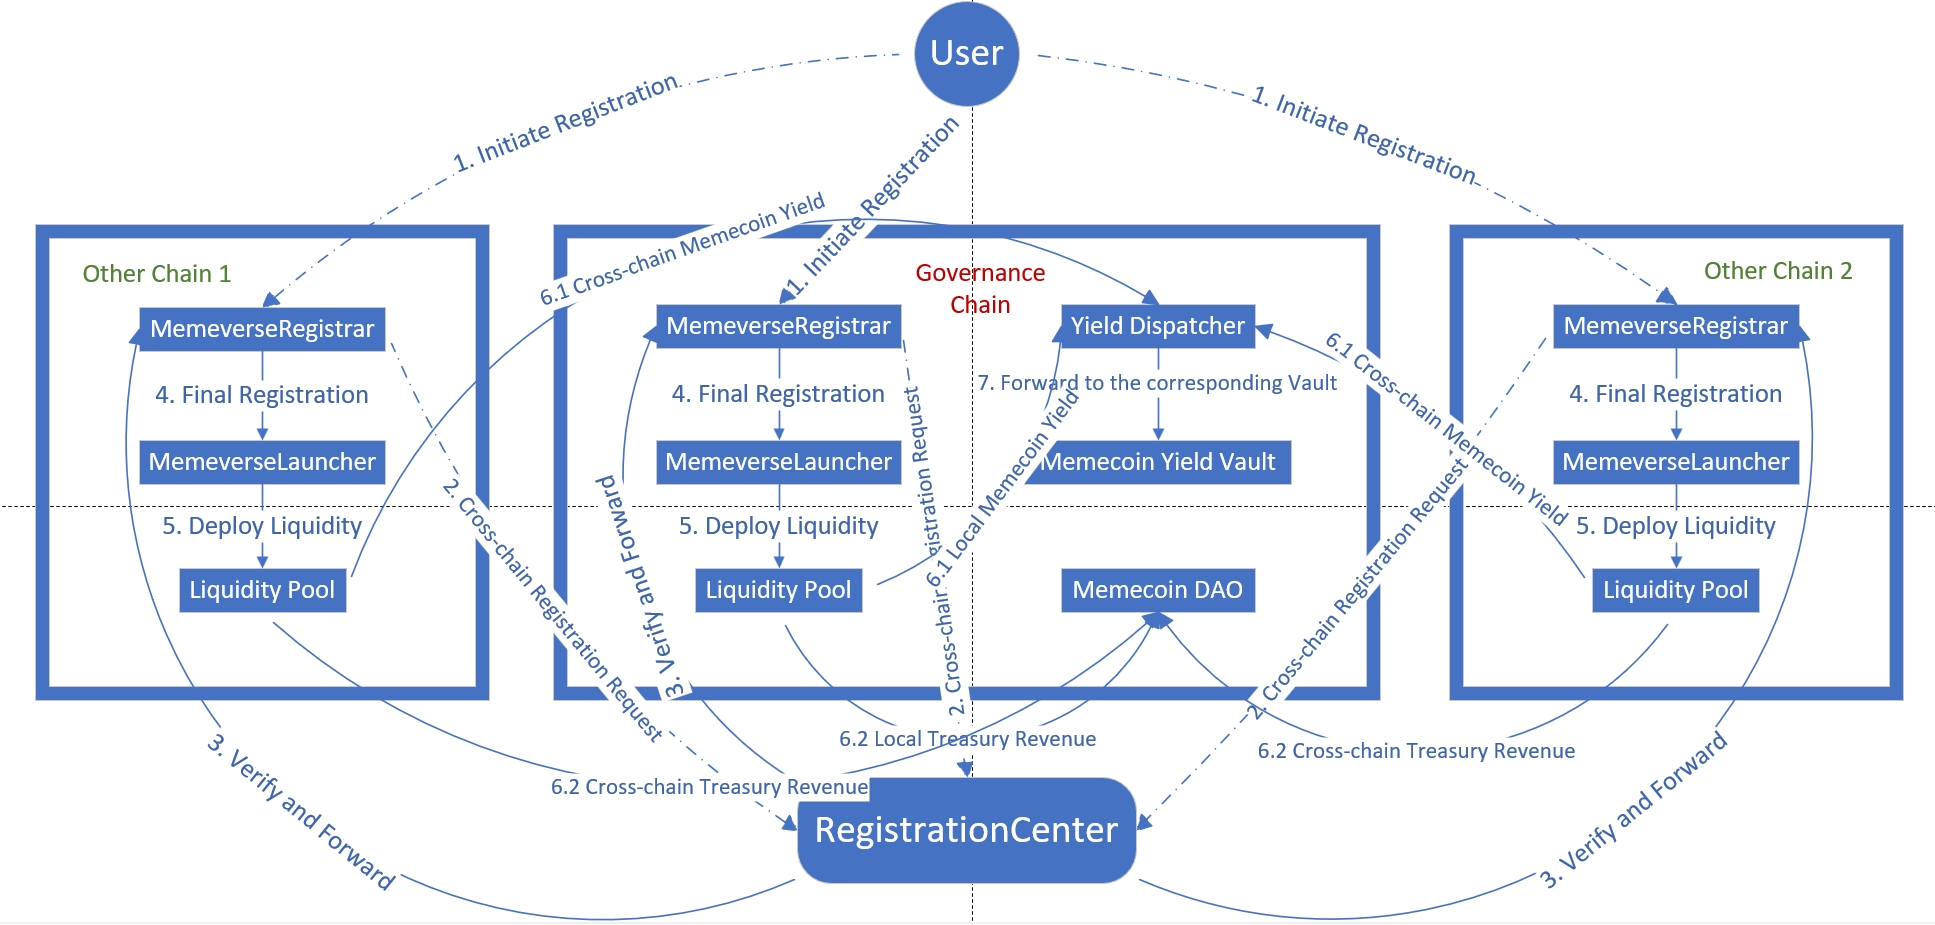 User
1. Initiate Registration
1. Initiate Registration
1. Initiate Registration
6.1 Cross-chain Memecoin Yield
Other Chain 1
Governance
Chain
Other Chain 2
MemeverseRegistrar
MemeverseRegistrar
Yield Dispatcher
MemeverseRegistrar
6.1 Cross-chain Memecoin Yield
4. Final Registration
4. Final Registration
7. Forward to the corresponding Vault
4. Final Registration
MemeverseLauncher
MemeverseLauncher
Memecoin Yield Vault
MemeverseLauncher
2. Cross-chain Registration Request
3. Verify and Forward
2. Cross-chain
istration Request
6.1 Local Memecoin Yield
2. Cross-chain Registration Request
5. Deploy Liquidity
5. Deploy Liquidity
5. Deploy Liquidity
Liquidity Pool
Liquidity Pool
Memecoin DAO
Liquidity Pool
6.2 Local Treasury Revenue
6.2 Cross-chain Treasury Revenue
6.2 Cross-chain Treasury Revenue
3. Verify and Forward
RegistrationCenter
3. Verify and Forward